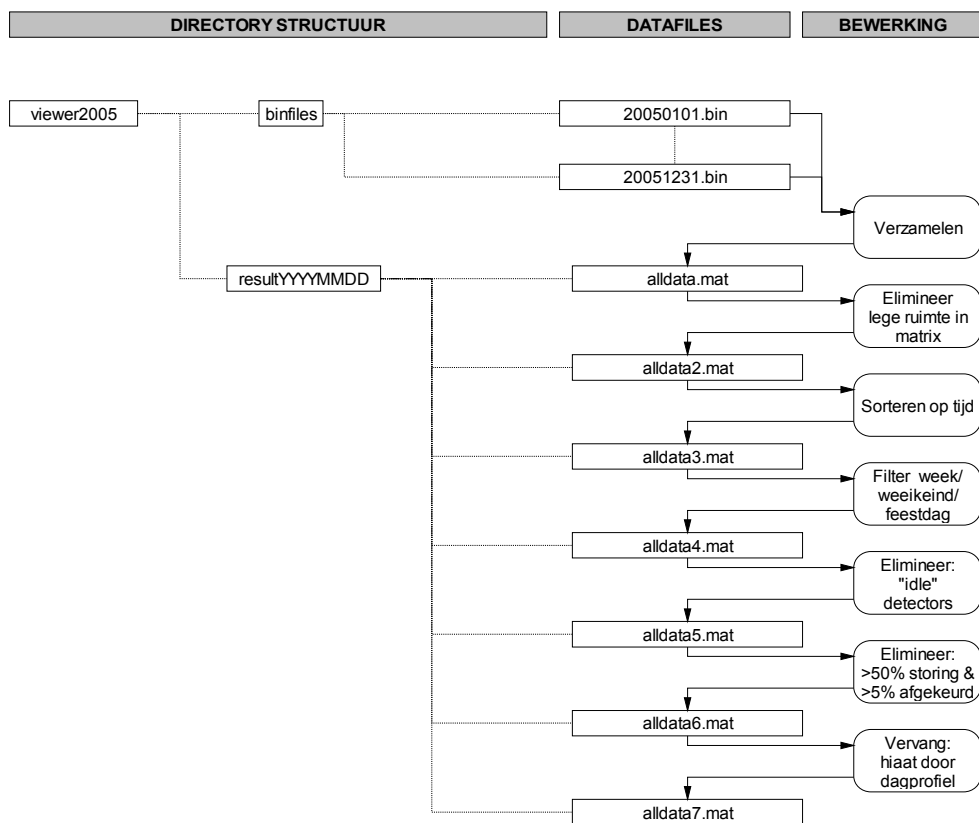 DIRECTORY STRUCTUUR
DATAFILES
BEWERKING
viewer2005
binfiles
20050101.bin
20051231.bin
Verzamelen
resultYYYYMMDD
alldata.mat
Elimineer
lege ruimte in
matrix
alldata2.mat
Sorteren op tijd
alldata3.mat
Filter week/
weeikeind/
feestdag
alldata4.mat
Elimineer:
"idle"
detectors
alldata5.mat
Elimineer:
>50% storing &
>5% afgekeurd
alldata6.mat
Vervang:
hiaat door
dagprofiel
alldata7.mat